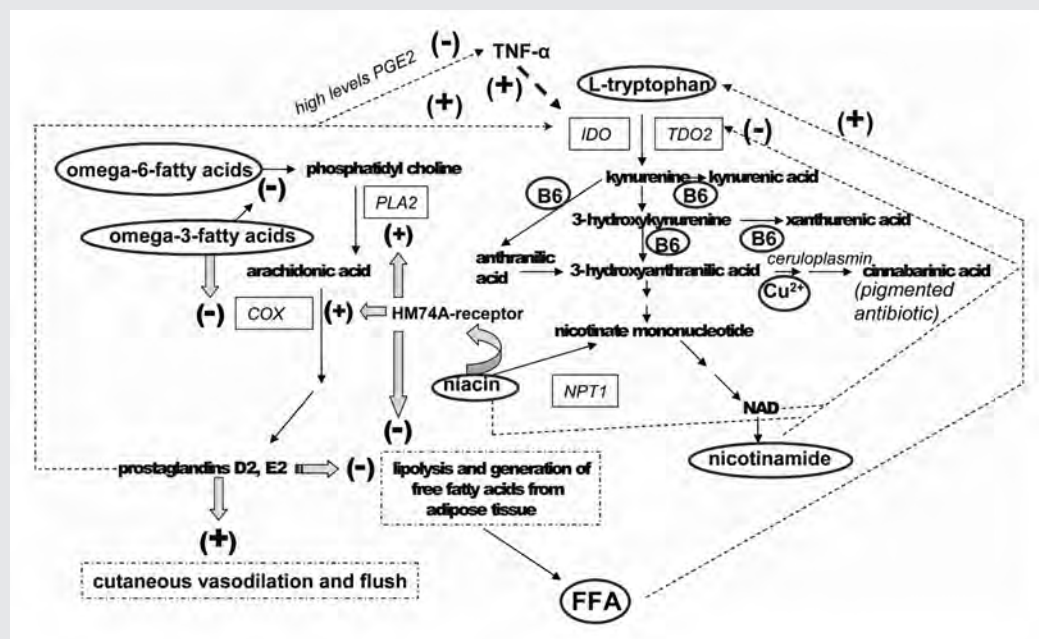 TNF-α
(-)
high levels PGE2
(+)
(+)
L-tryptophan
(+)
IDO
TDO2
(-)
omega-6-fatty acids
phosphatidyl choline
(-)
PLA2
(+)
omega-3-fatty acids
kynurenine
kynurenic acid
B6
B6
3-hydroxykynurenine
xanthurenic acid
B6
B6
anthranilic
acid
3-hydroxyanthranilic acid
ceruloplasmin
Cu2+
cinnabarinic acid
(pigmented
antibiotic)
arachidonic acid
(-)
COX
(+)
HM74A-receptor
nicotinate mononucleotide
niacin
NPT1
NAD
nicotinamide
(-)
prostaglandins D2, E2
(-)
lipolysis and generation of
free fatty acids from
adipose tissue
(+)
cutaneous vasodilation and flush
FFA